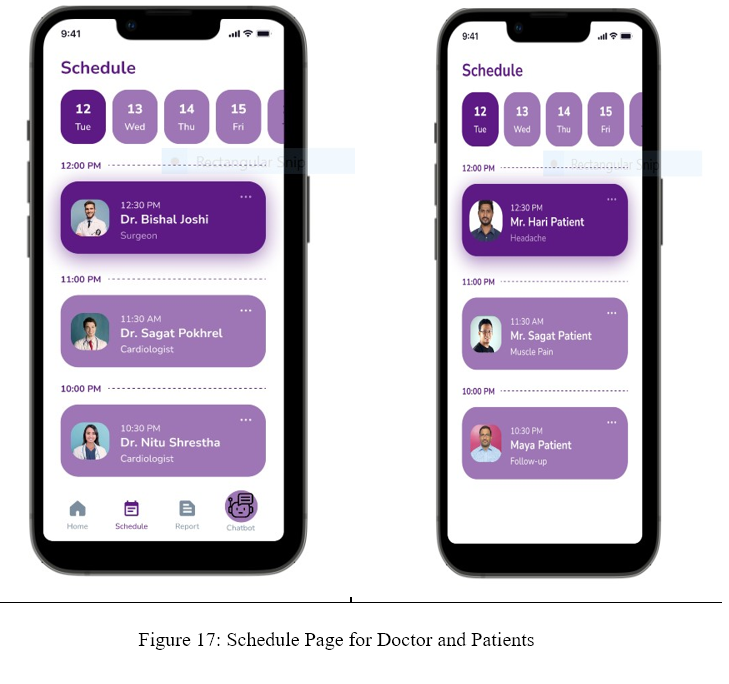 9:41
Schedule
12 13 14 15
Tue Wed Thu Fri
12:00 PM
Rectangular Snip
12:30 PM
Dr. Bishal Joshi
Surgeon
11:00 PM
11:30 AM
Dr. Sagat Pokhrel
Cardiologist
10:00 PM
10:30 PM
Dr. Nitu Shrestha
Cardiologist
Home Schedule Report Chatbot
9:41
Schedule
12 13 14 15
Tue Wed Thu Fri
12:00 PM
Rectangular Snip
12:30 PM
Mr. Hari Patient
Headache
11:00 PM
11:30 AM
Mr. Sagat Patient
Muscle Pain
10:00 PM
10:30 PM
Maya Patient
Follow-up
Figure 17: Schedule Page for Doctor and Patients